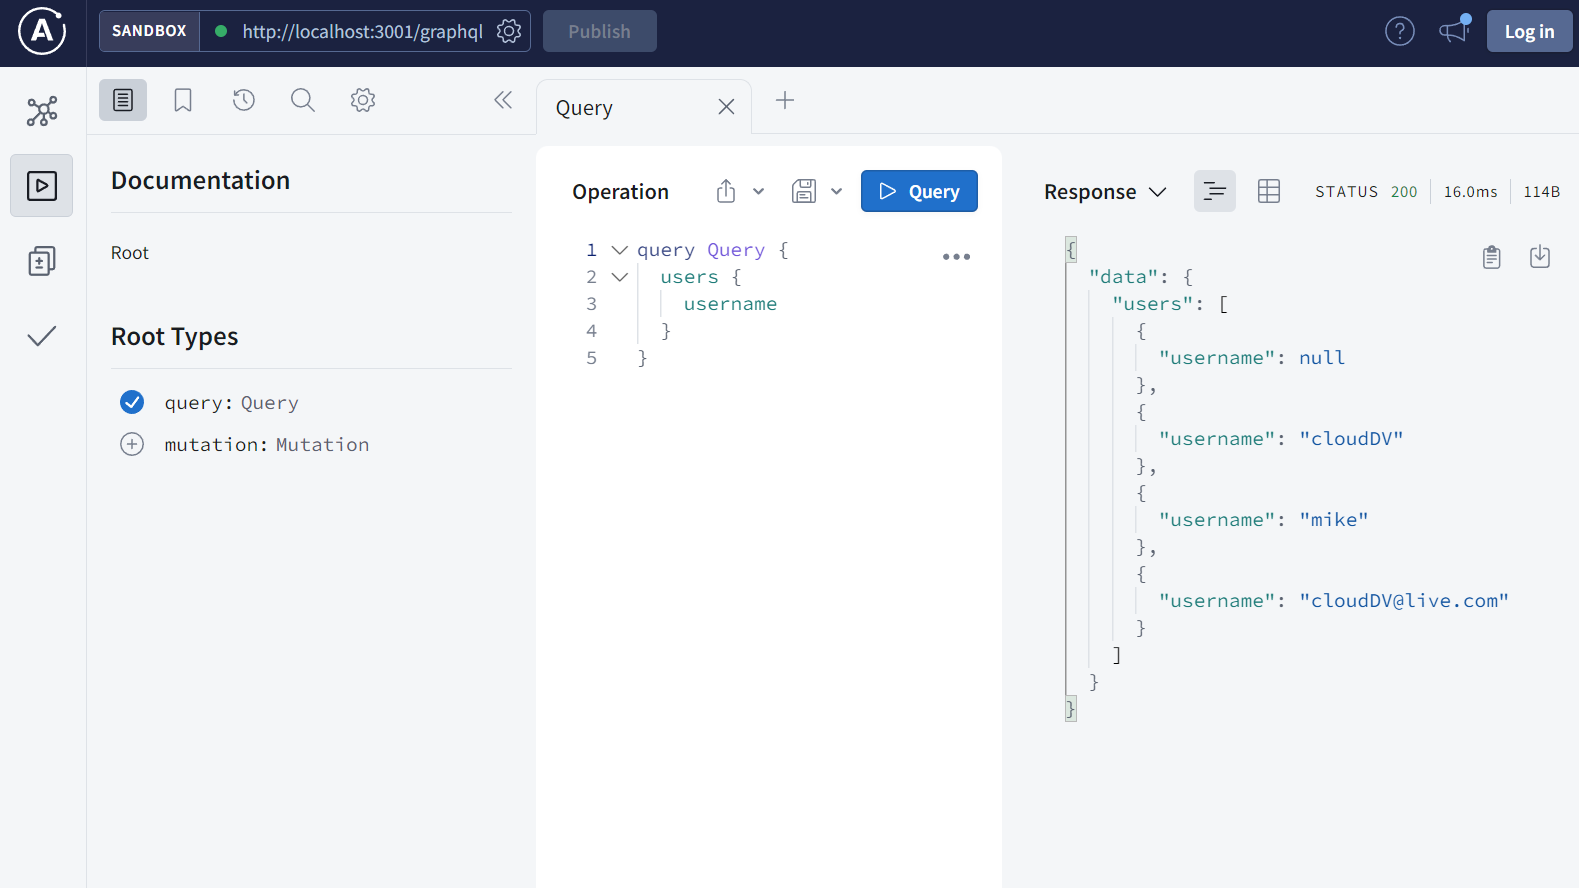 SANDBOX http://localhost:3001/graphql Publish Log in
Query
Documentation
Root
Root Types
query: Query
mutation: Mutation
Operation Query
1 query Query {
2 users {
3 username
4 }
5 }
Response STATUS 200 16.0ms 114B
{
"data": {
"users": [
{
"username": null
},
{
"username": "cloudDV"
},
{
"username": "mike"
},
{
"username": "cloudDV@live.com"
}
]
}
}